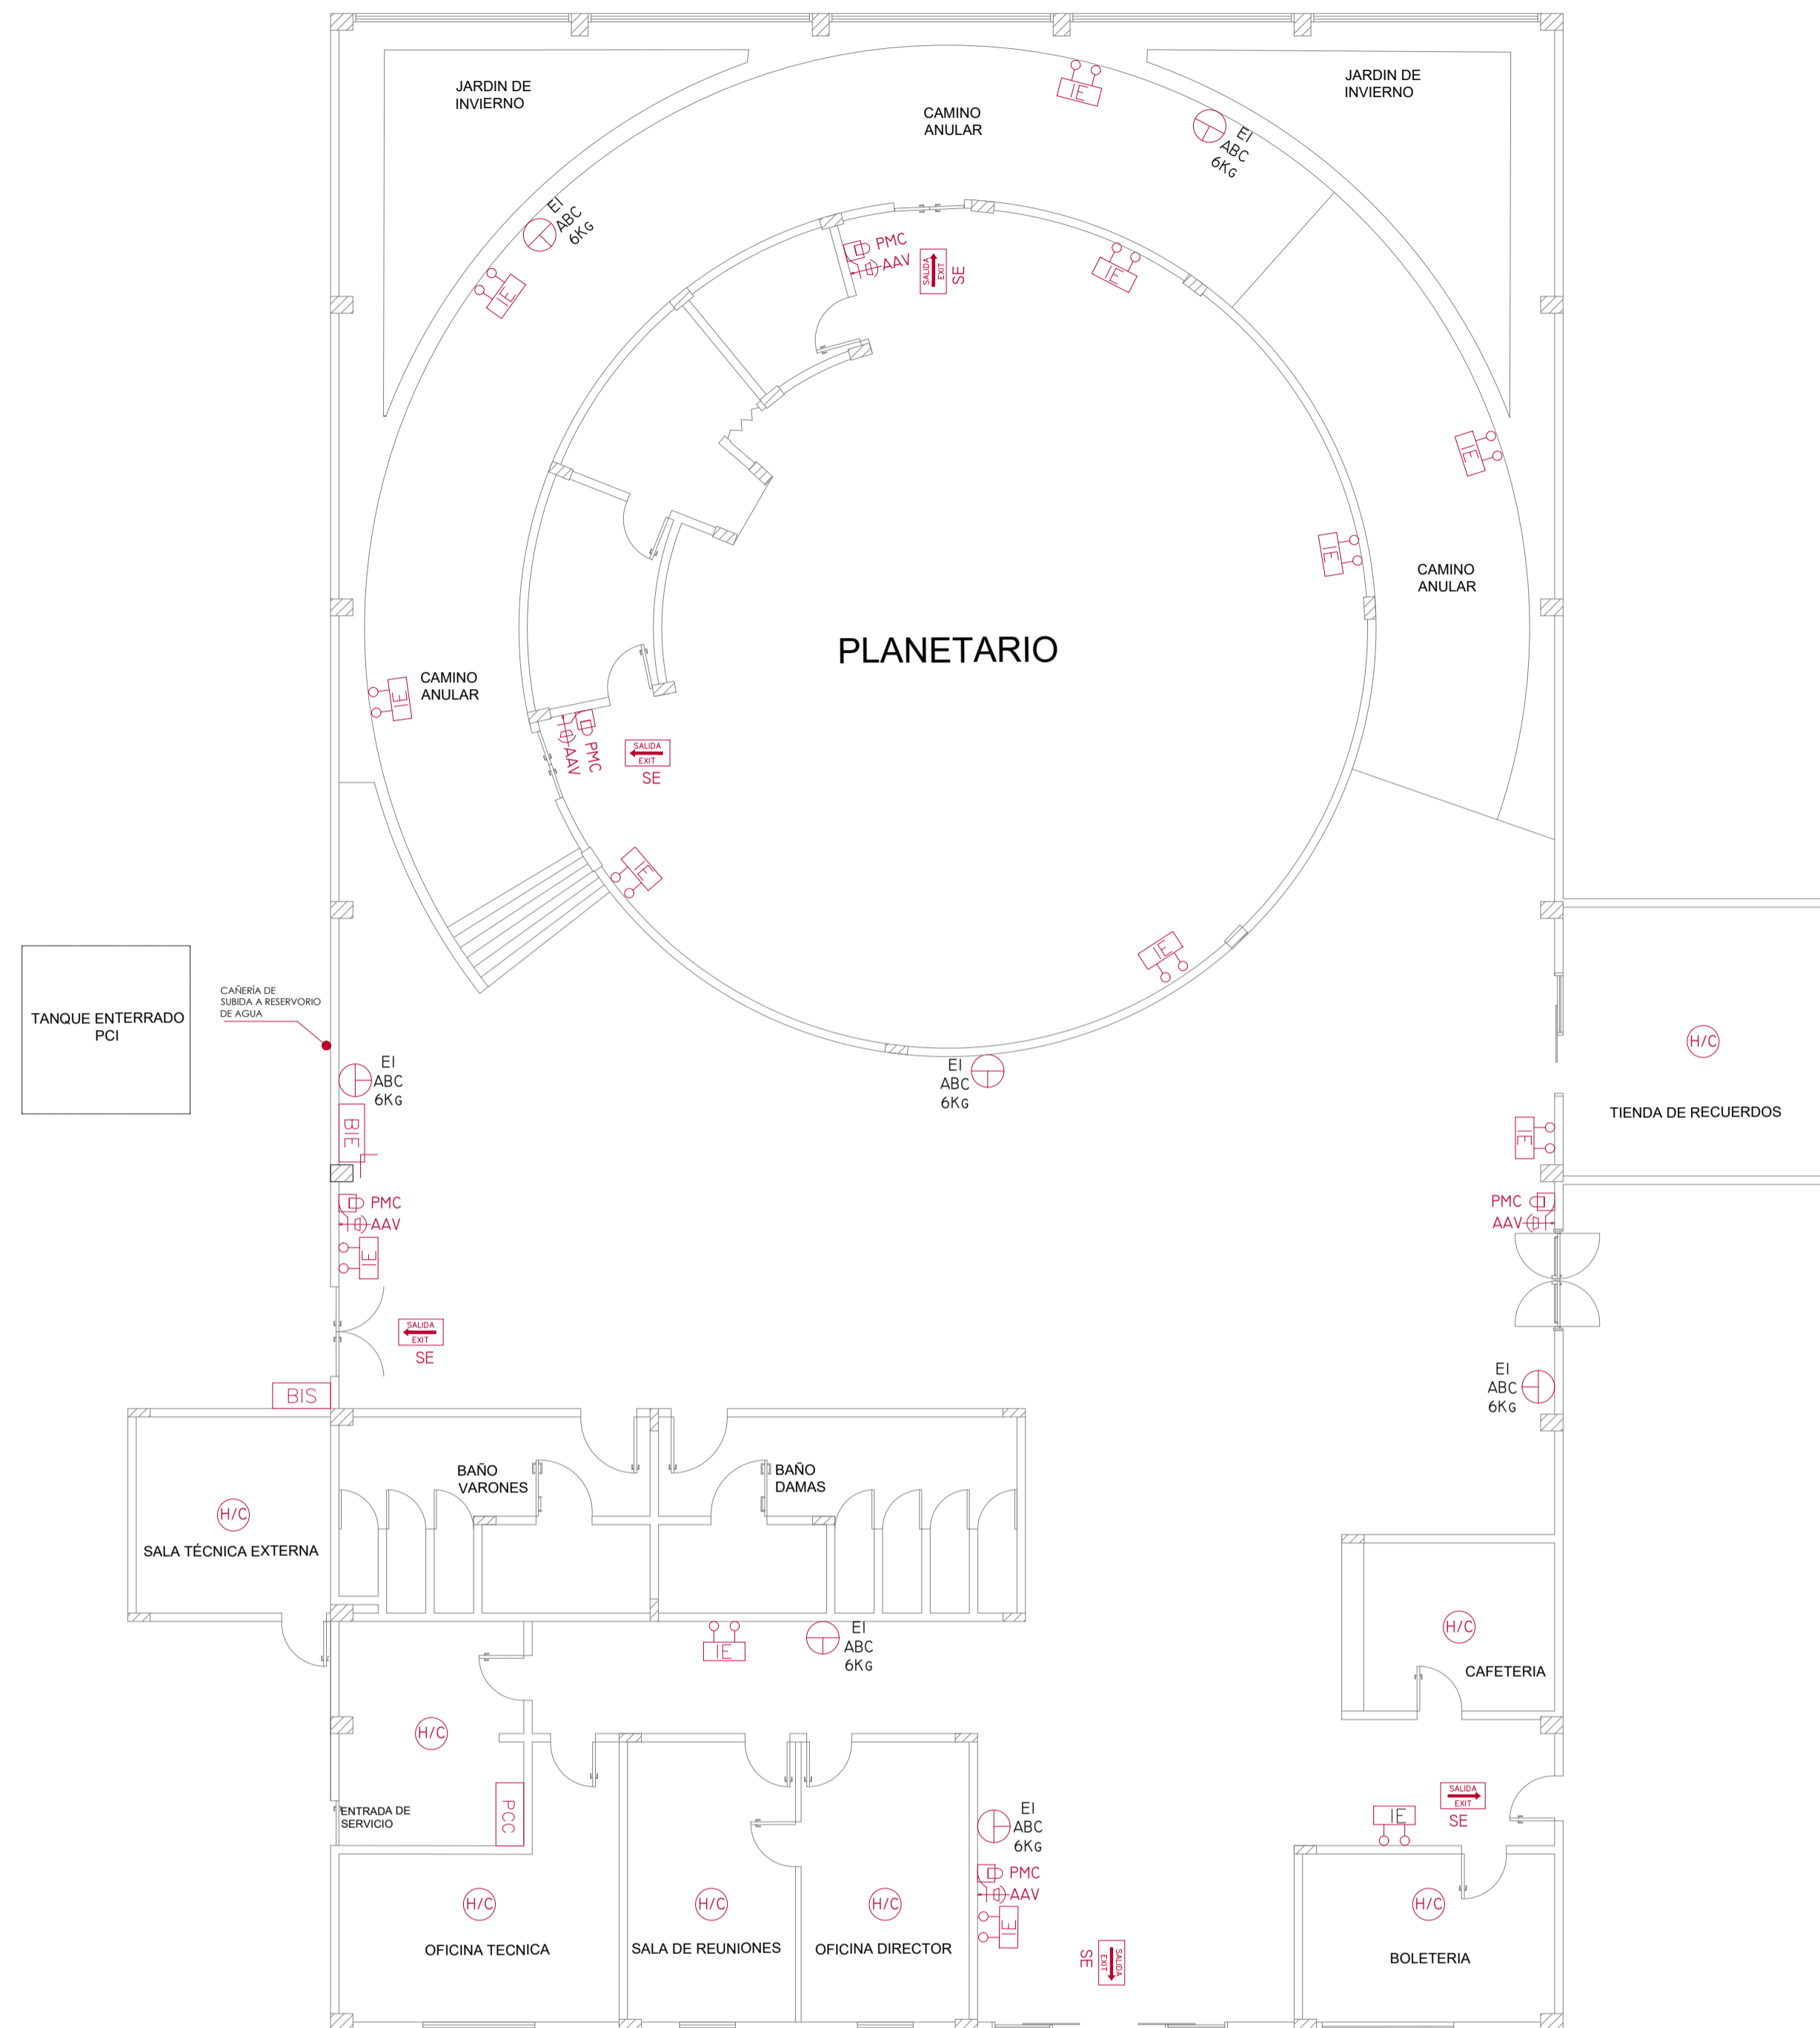 JARDIN DE
INVIERNO
CAMINO
ANULAR
IE
JARDIN DE
INVIERNO
EI
ABC
6KG
EI
ABC
6KG
IE
PMC
AAV
SALIDA
EXIT
SE
IE
IE
IE
CAMINO
ANULAR
PLANETARIO
CAMINO
ANULAR
IE
PMC
AAV
SALIDA
EXIT
SE
IE
IE
TANQUE ENTERRADO
PCI
CAÑERÍA DE
SUBIDA A RESERVORIO
DE AGUA
EI
ABC
6KG
BIE
EI
ABC
6KG
H/C
TIENDA DE RECUERDOS
IE
PMC
AAV
IE
PMC
AAV
SALIDA
EXIT
SE
BIS
EI
ABC
6KG
BAÑO
VARONES
BAÑO
DAMAS
H/C
SALA TÉCNICA EXTERNA
IE
EI
ABC
6KG
H/C
CAFETERIA
H/C
ENTRADA DE
SERVICIO
PCC
EI
ABC
6KG
PMC
AAV
IE
SALIDA
EXIT
SE
IE
H/C
OFICINA TECNICA
H/C
SALA DE REUNIONES
H/C
OFICINA DIRECTOR
SALIDA
EXIT
SE
H/C
BOLETERIA